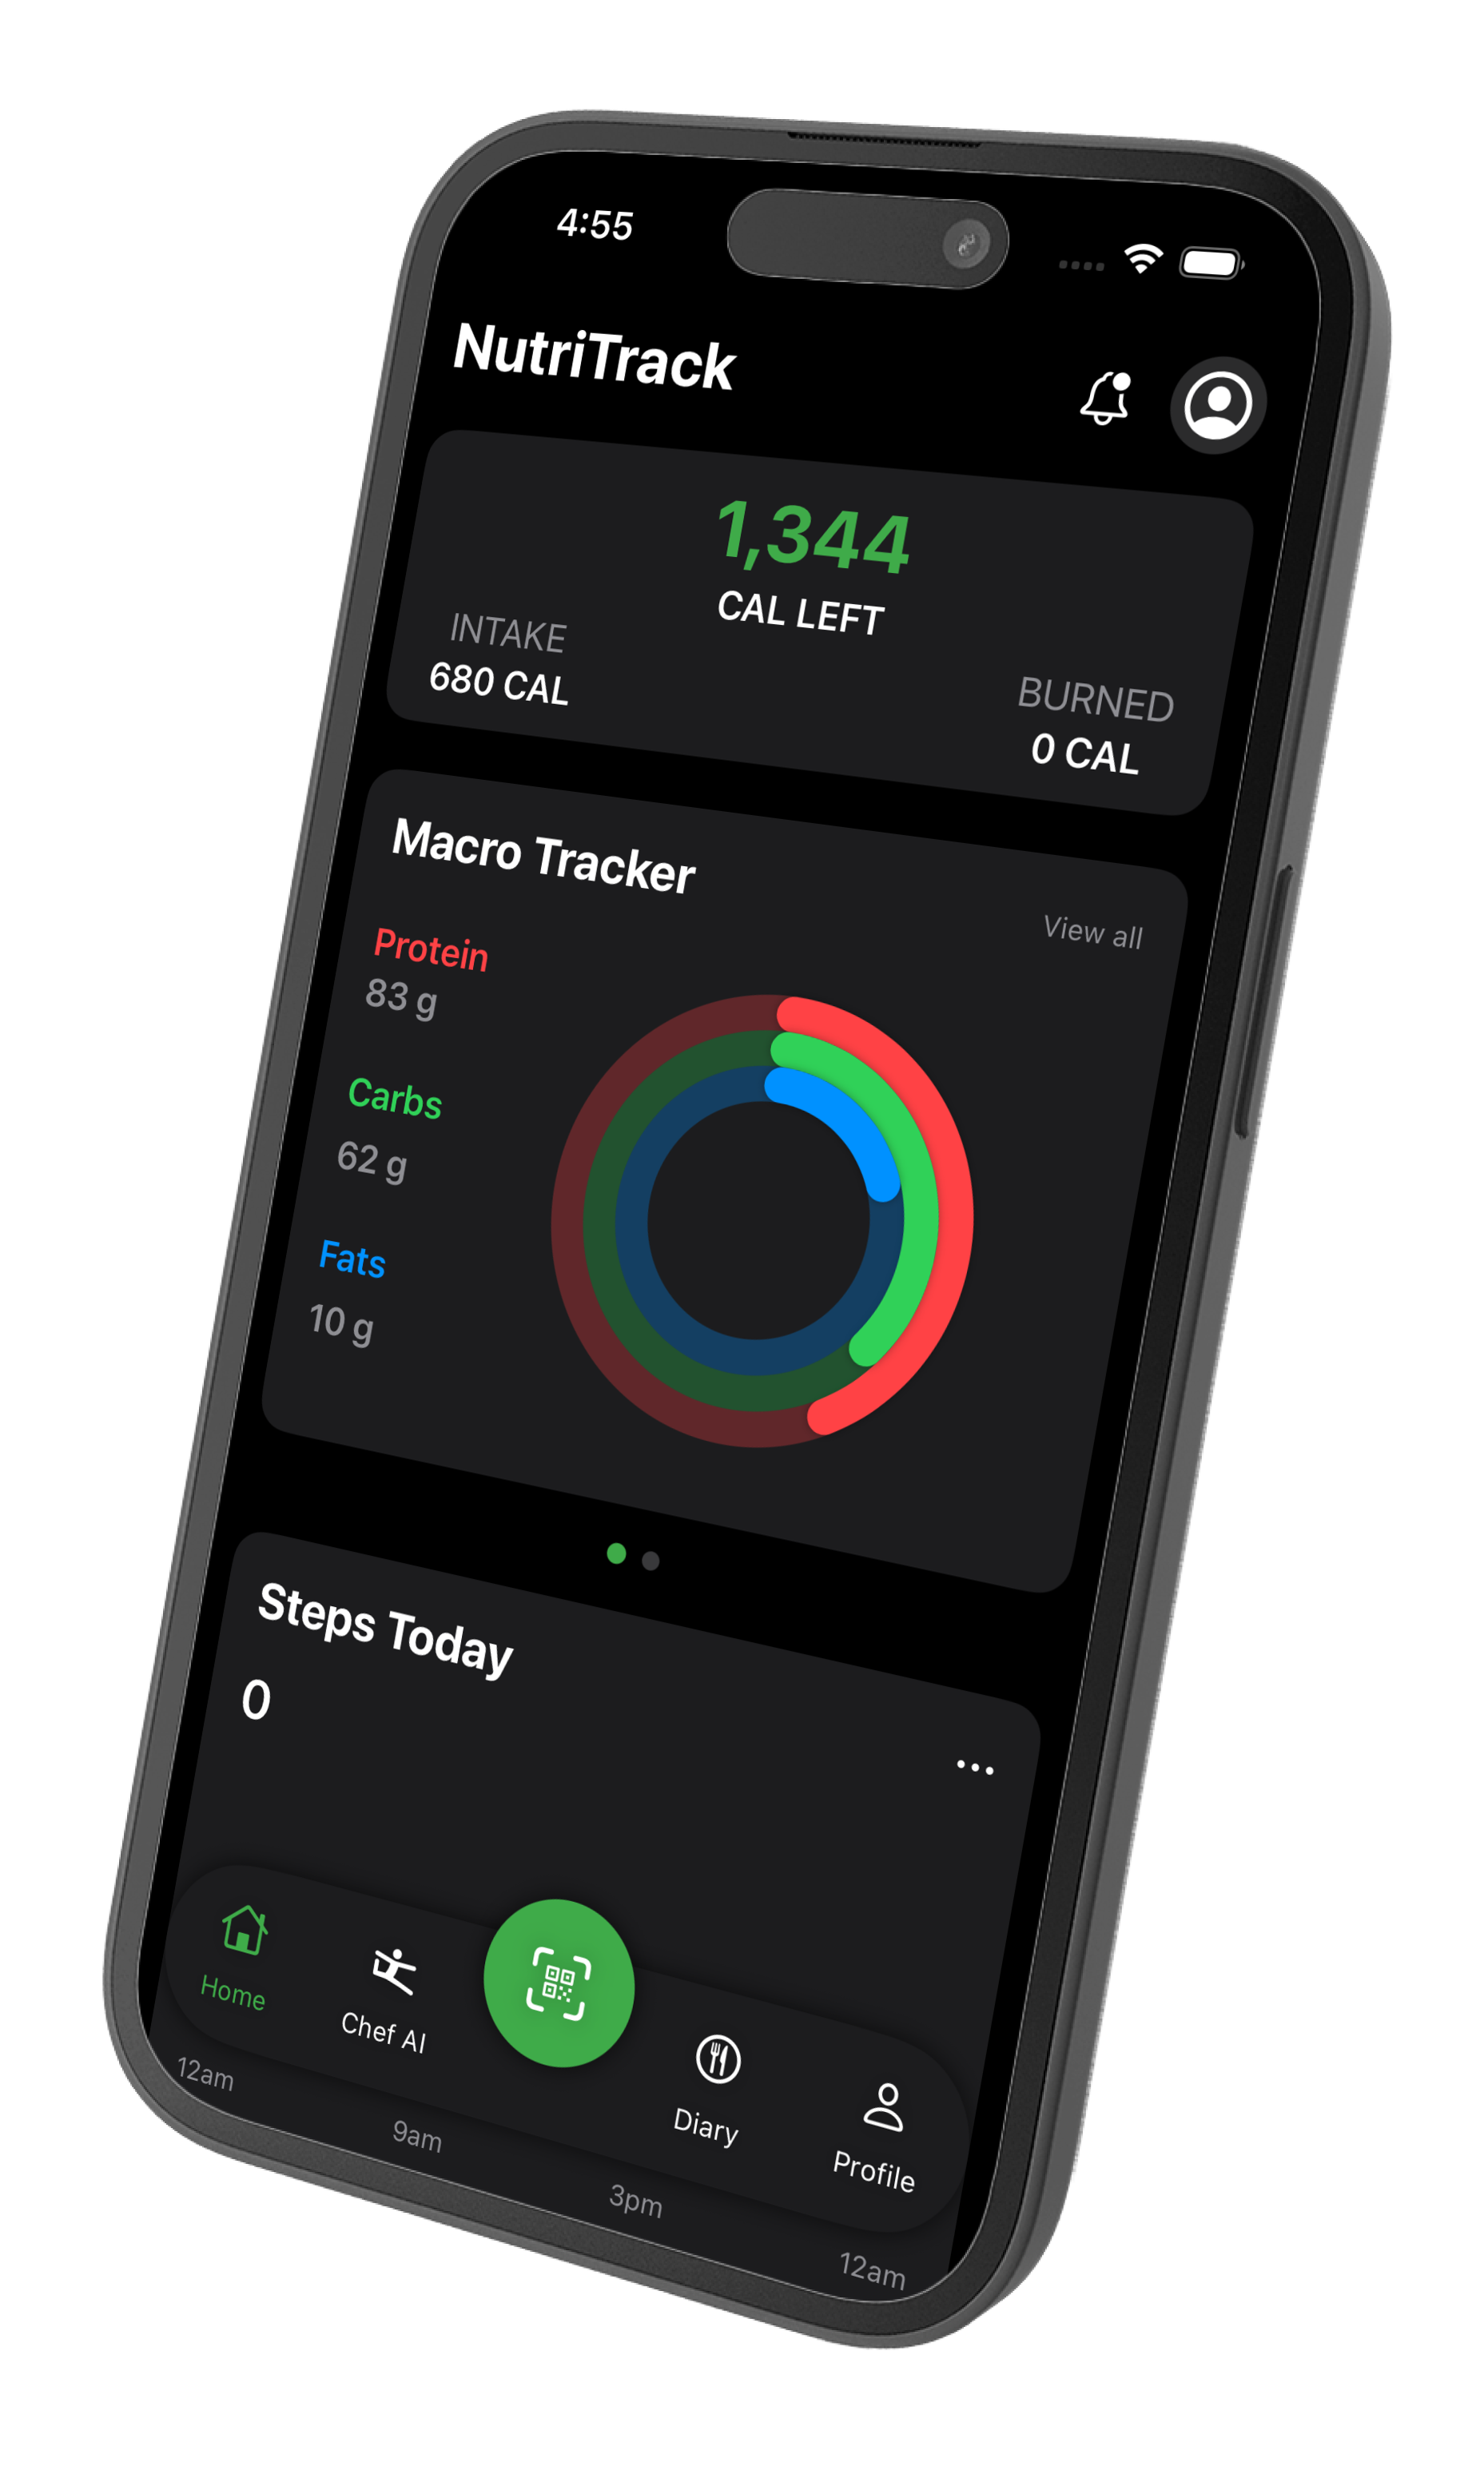 4:55
NutriTrack
1,344
CAL LEFT
INTAKE
680 CAL
BURNED
0 CAL
Macro Tracker
View all
Protein
83 g
Carbs
62 g
Fats
10 g
Steps Today
0
Home
Chef AI
Diary
Profile
12am
9am
3pm
12am